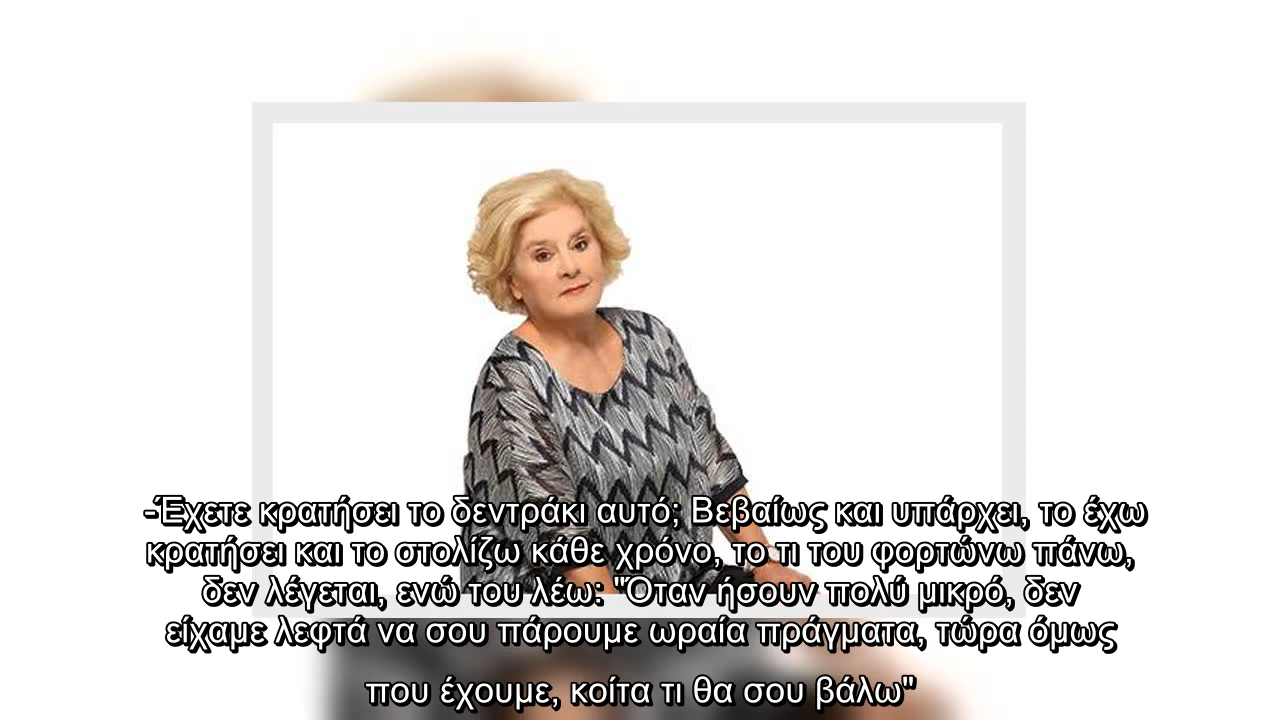 -Έχετε κρατήσει το δεντράκι αυτό; Βεβαίως και υπάρχει, το έχω
κρατήσει και το στολίζω κάθε χρόνο, το τι του φορτώνω πάνω,
δεν λέγεται, ενώ του λέω: "Όταν ήσουν πολύ μικρό, δεν
είχαμε λεφτά να σου πάρουμε ωραία πράγματα, τώρα όμως
που έχουμε, κοίτα τι θα σου βάλω"